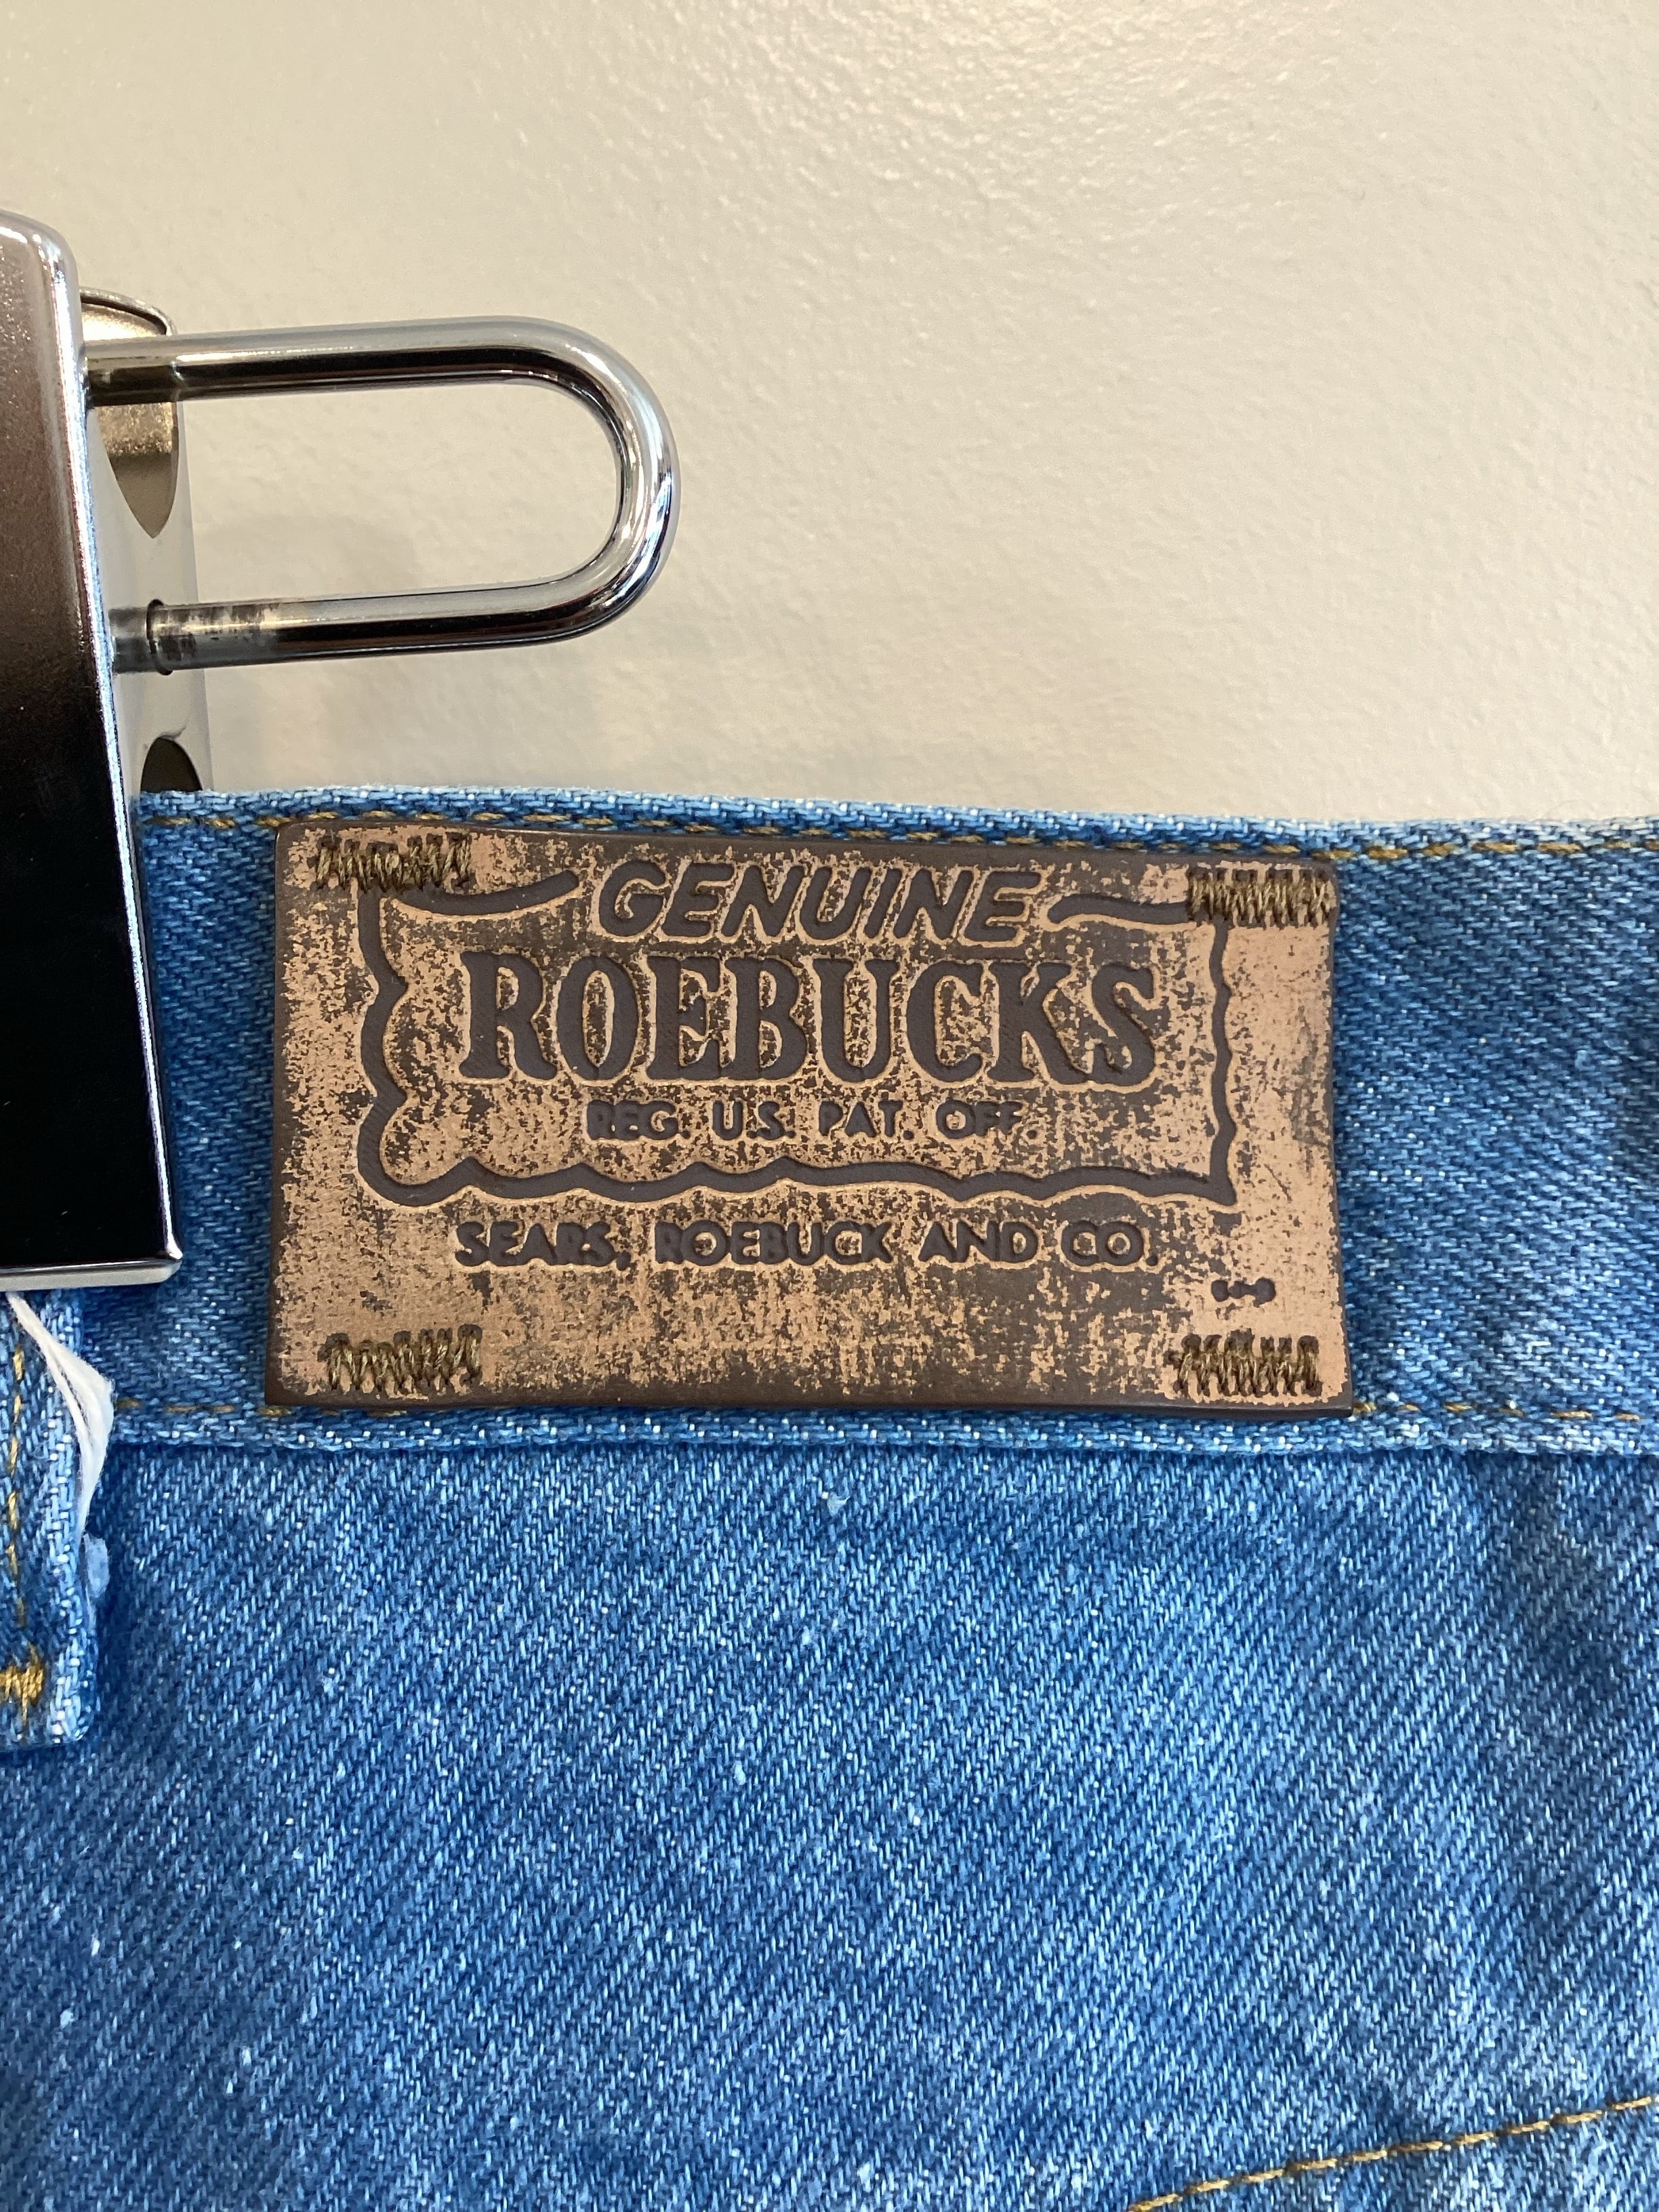 GENUINE
ROEBUCKS
REG. U.S. PAT. OFF.
SEARS, ROEBUCK AND CO.